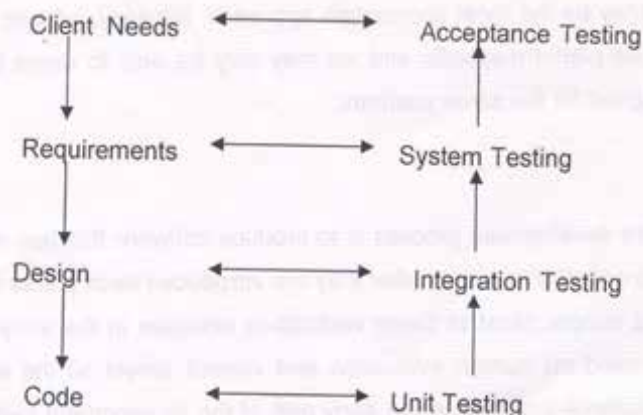 Client Needs Acceptance Testing
Requirements System Testing
Design Integration Testing
Code Unit Testing